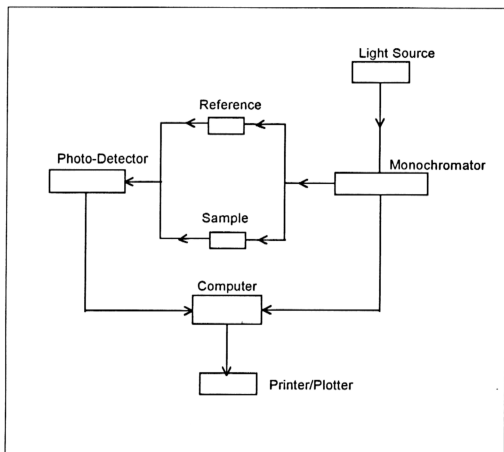 Light Source
Reference
Photo-Detector
Monochromator
Sample
Computer
Printer/Plotter